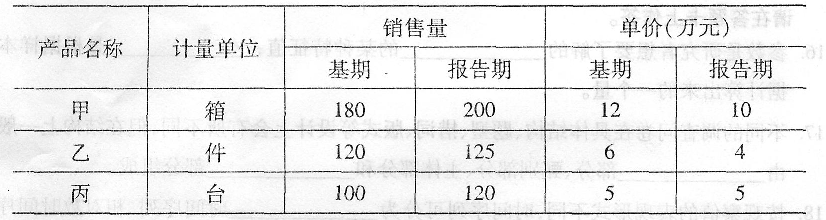 产品名称 计量单位 销售量 单价(万元)
基期 报告期 基期 报告期
甲 箱 180 200 12 10
乙 件 120 125 6 4
丙 台 100 120 5 5